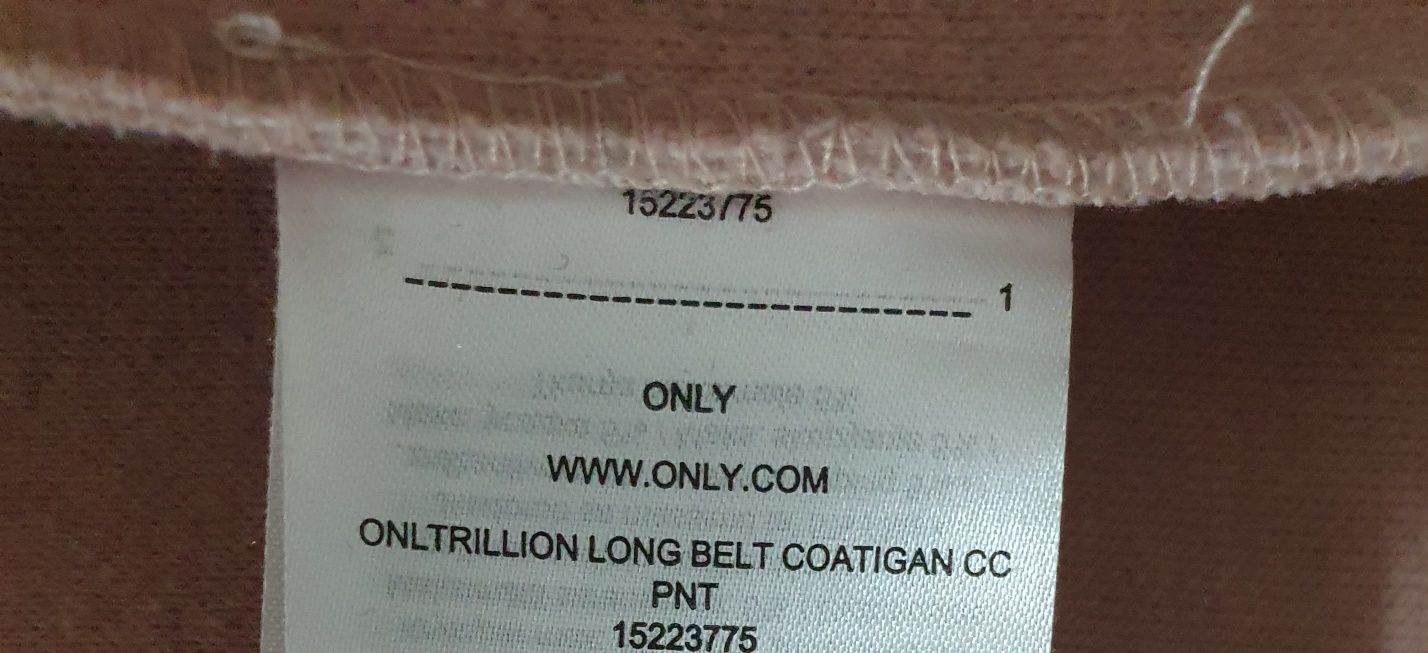 15223775
------------------------- 1
ONLY
WWW.ONLY.COM
ONLTRILLION LONG BELT COATIGAN CC
PNT
15223775